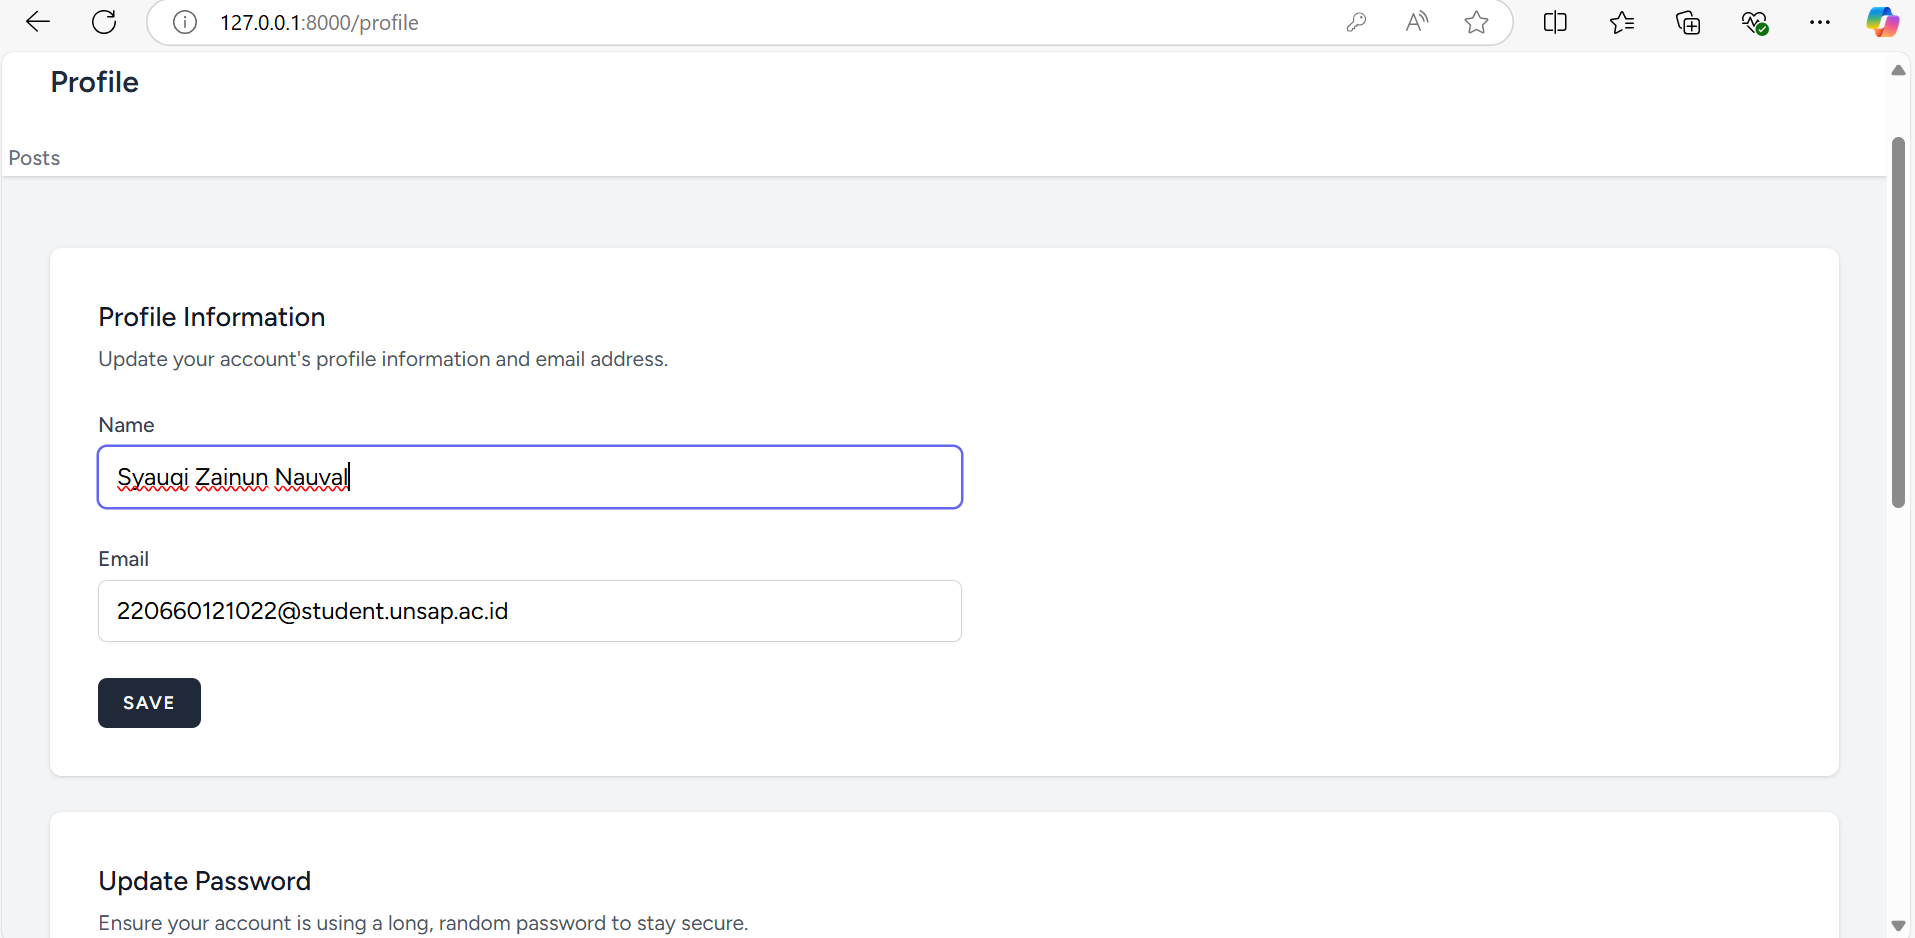 127.0.0.1:8000/profile
Profile
Posts
Profile Information
Update your account's profile information and email address.
Name
Syauqi Zainun Nauval
Email
220660121022@student.unsap.ac.id
SAVE
Update Password
Ensure your account is using a long, random password to stay secure.